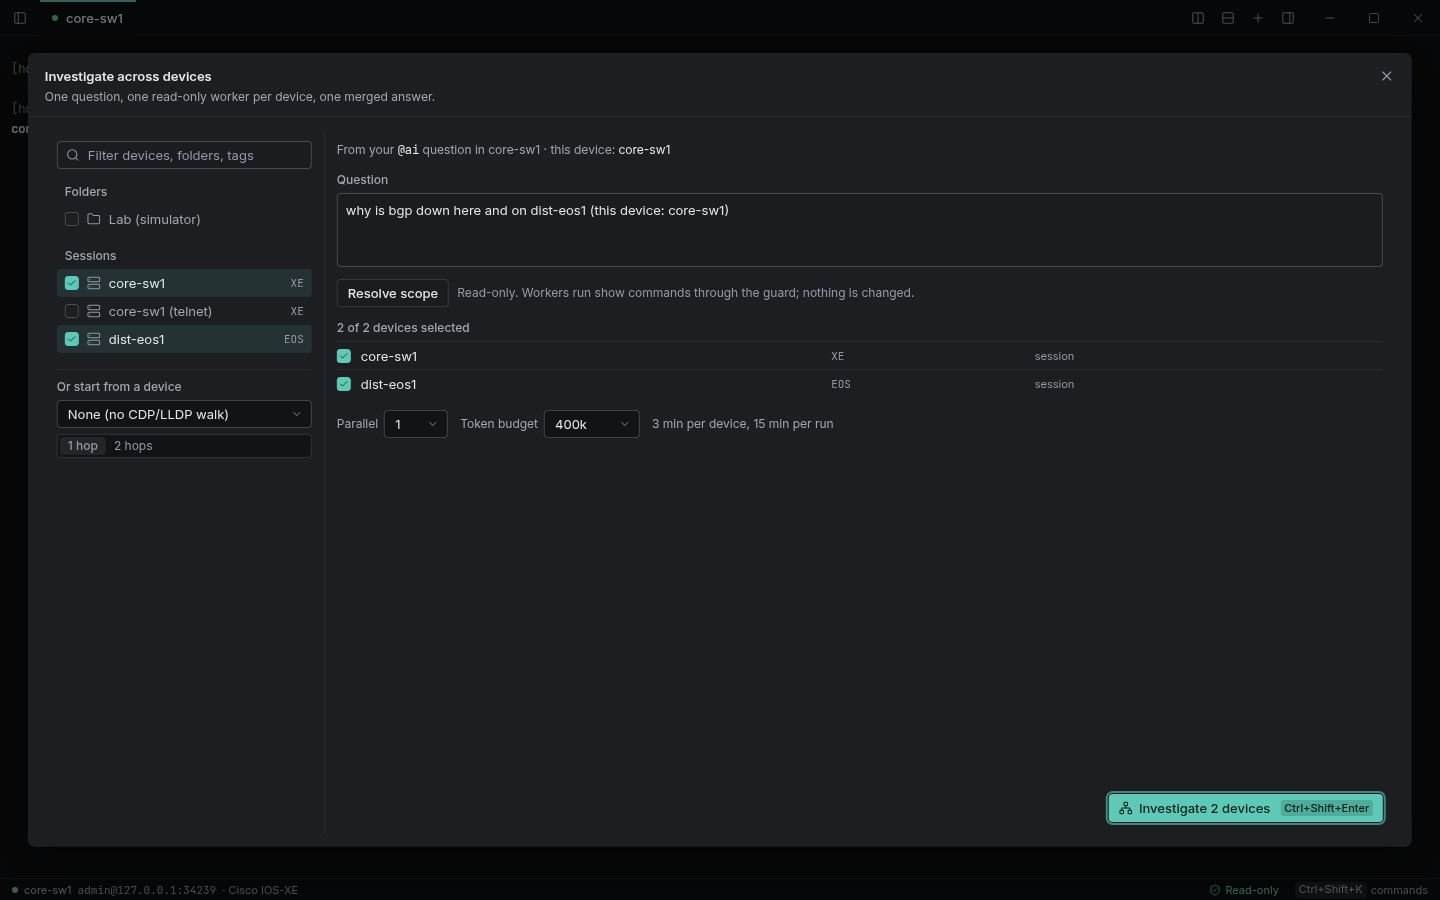 core-sw1
[ho
[ho
cor
Investigate across devices
One question, one read-only worker per device, one merged answer.
Filter devices, folders, tags
Folders
Lab (simulator)
Sessions
core-sw1 XE
core-sw1 (telnet) XE
dist-eos1 EOS
Or start from a device
None (no CDP/LLDP walk)
1 hop 2 hops
From your @ai question in core-sw1 · this device: core-sw1
Question
why is bgp down here and on dist-eos1 (this device: core-sw1)
Resolve scope Read-only. Workers run show commands through the guard; nothing is changed.
2 of 2 devices selected
core-sw1 XE session
dist-eos1 EOS session
Parallel 1 Token budget 400k 3 min per device, 15 min per run
Investigate 2 devices Ctrl+Shift+Enter
core-sw1 admin@127.0.0.1:34239 · Cisco IOS-XE Read-only Ctrl+Shift+K commands